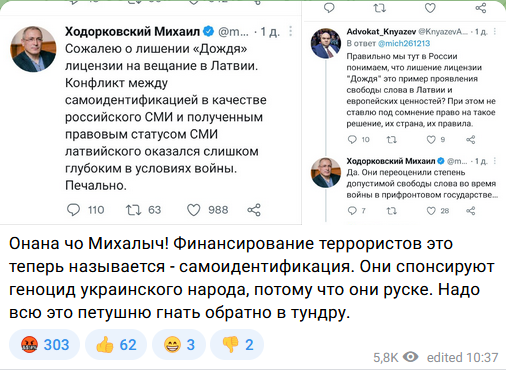 Ходорковский Михаил @m... · 1 д.
Сожалею о лишении «Дождя»
лицензии на вещание в Латвии.
Конфликт между
самоидентификацией в качестве
российского СМИ и полученным
правовым статусом СМИ
латвийского оказался слишком
глубоким в условиях войны.
Печально.
110 63 988
Advokat_Knyazev @KnyazevA... · 1 д.
В ответ @mich261213
Правильно мы тут в России
понимаем, что лишение лицензии
"Дождя" это пример проявления
свободы слова в Латвии и
европейских ценностей? При этом не
ставлю под сомнение право на такое
решение, их страна, их правила.
10 9
Ходорковский Михаил @m... · 1 д.
Да. Они переоценили степень
допустимой свободы слова во время
войны в прифронтовом государстве...
7 2 28
Онана чо Михалыч! Финансирование террористов это
теперь называется - самоидентификация. Они спонсируют
геноцид украинского народа, потому что они руске. Надо
всю это петушню гнать обратно в тундру.
303 62 3 2
5,8K edited 10:37